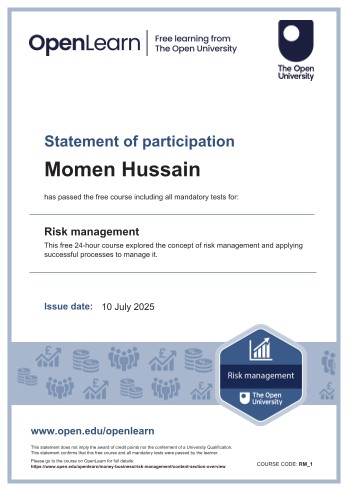 OpenLearn
Free learning from
The Open University
The Open
University
Statement of participation
Momen Hussain
has passed the free course including all mandatory tests for:
Risk management
This free 24-hour course explored the concept of risk management and applying
successful processes to manage it.
Issue date: 10 July 2025
Risk management
The Open
University
www.open.edu/openlearn
This statement does not imply the award of credit points nor the conferment of a University Qualification.
This statement confirms that this free course and all mandatory tests were passed by the learner.
Please go to the course on OpenLearn for full details:
https://www.open.edu/openlearn/money-business/risk-management/content-section-overview
COURSE CODE: RM_1